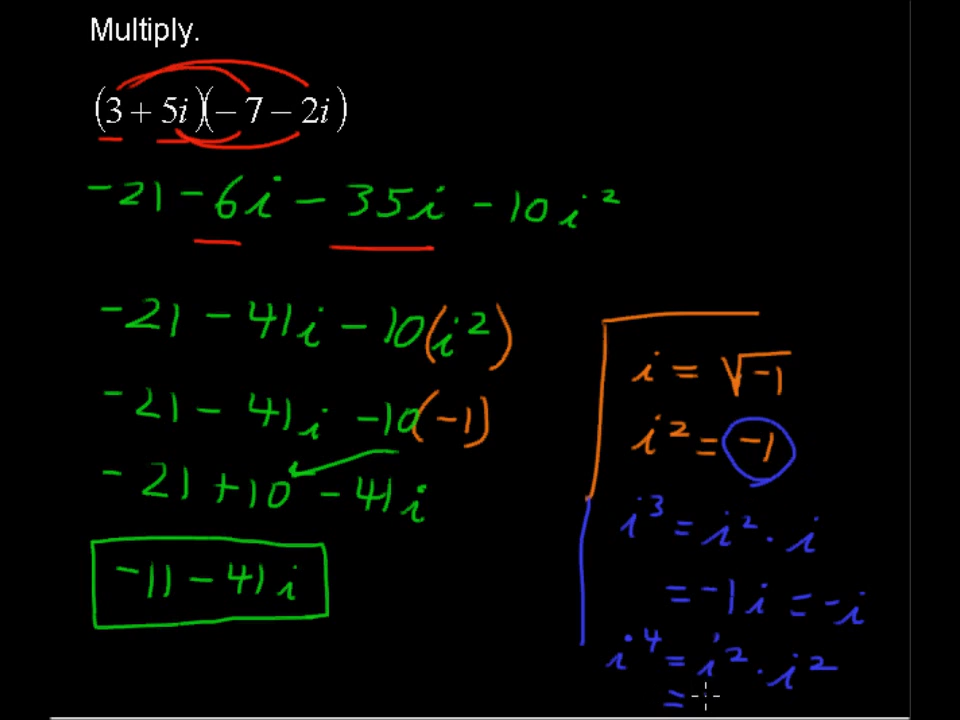 Multiply.
(3 + 5i)(−7 − 2i)
-21 - 6i - 35i - 10i²
-21 - 41i - 10(i²)
-21 - 41i - 10(-1)
-21 + 10 - 41i
-11 - 41i
i = √-1
i² = -1
i³ = i² · i
= -1i = -i
i⁴ = i² · i²
=